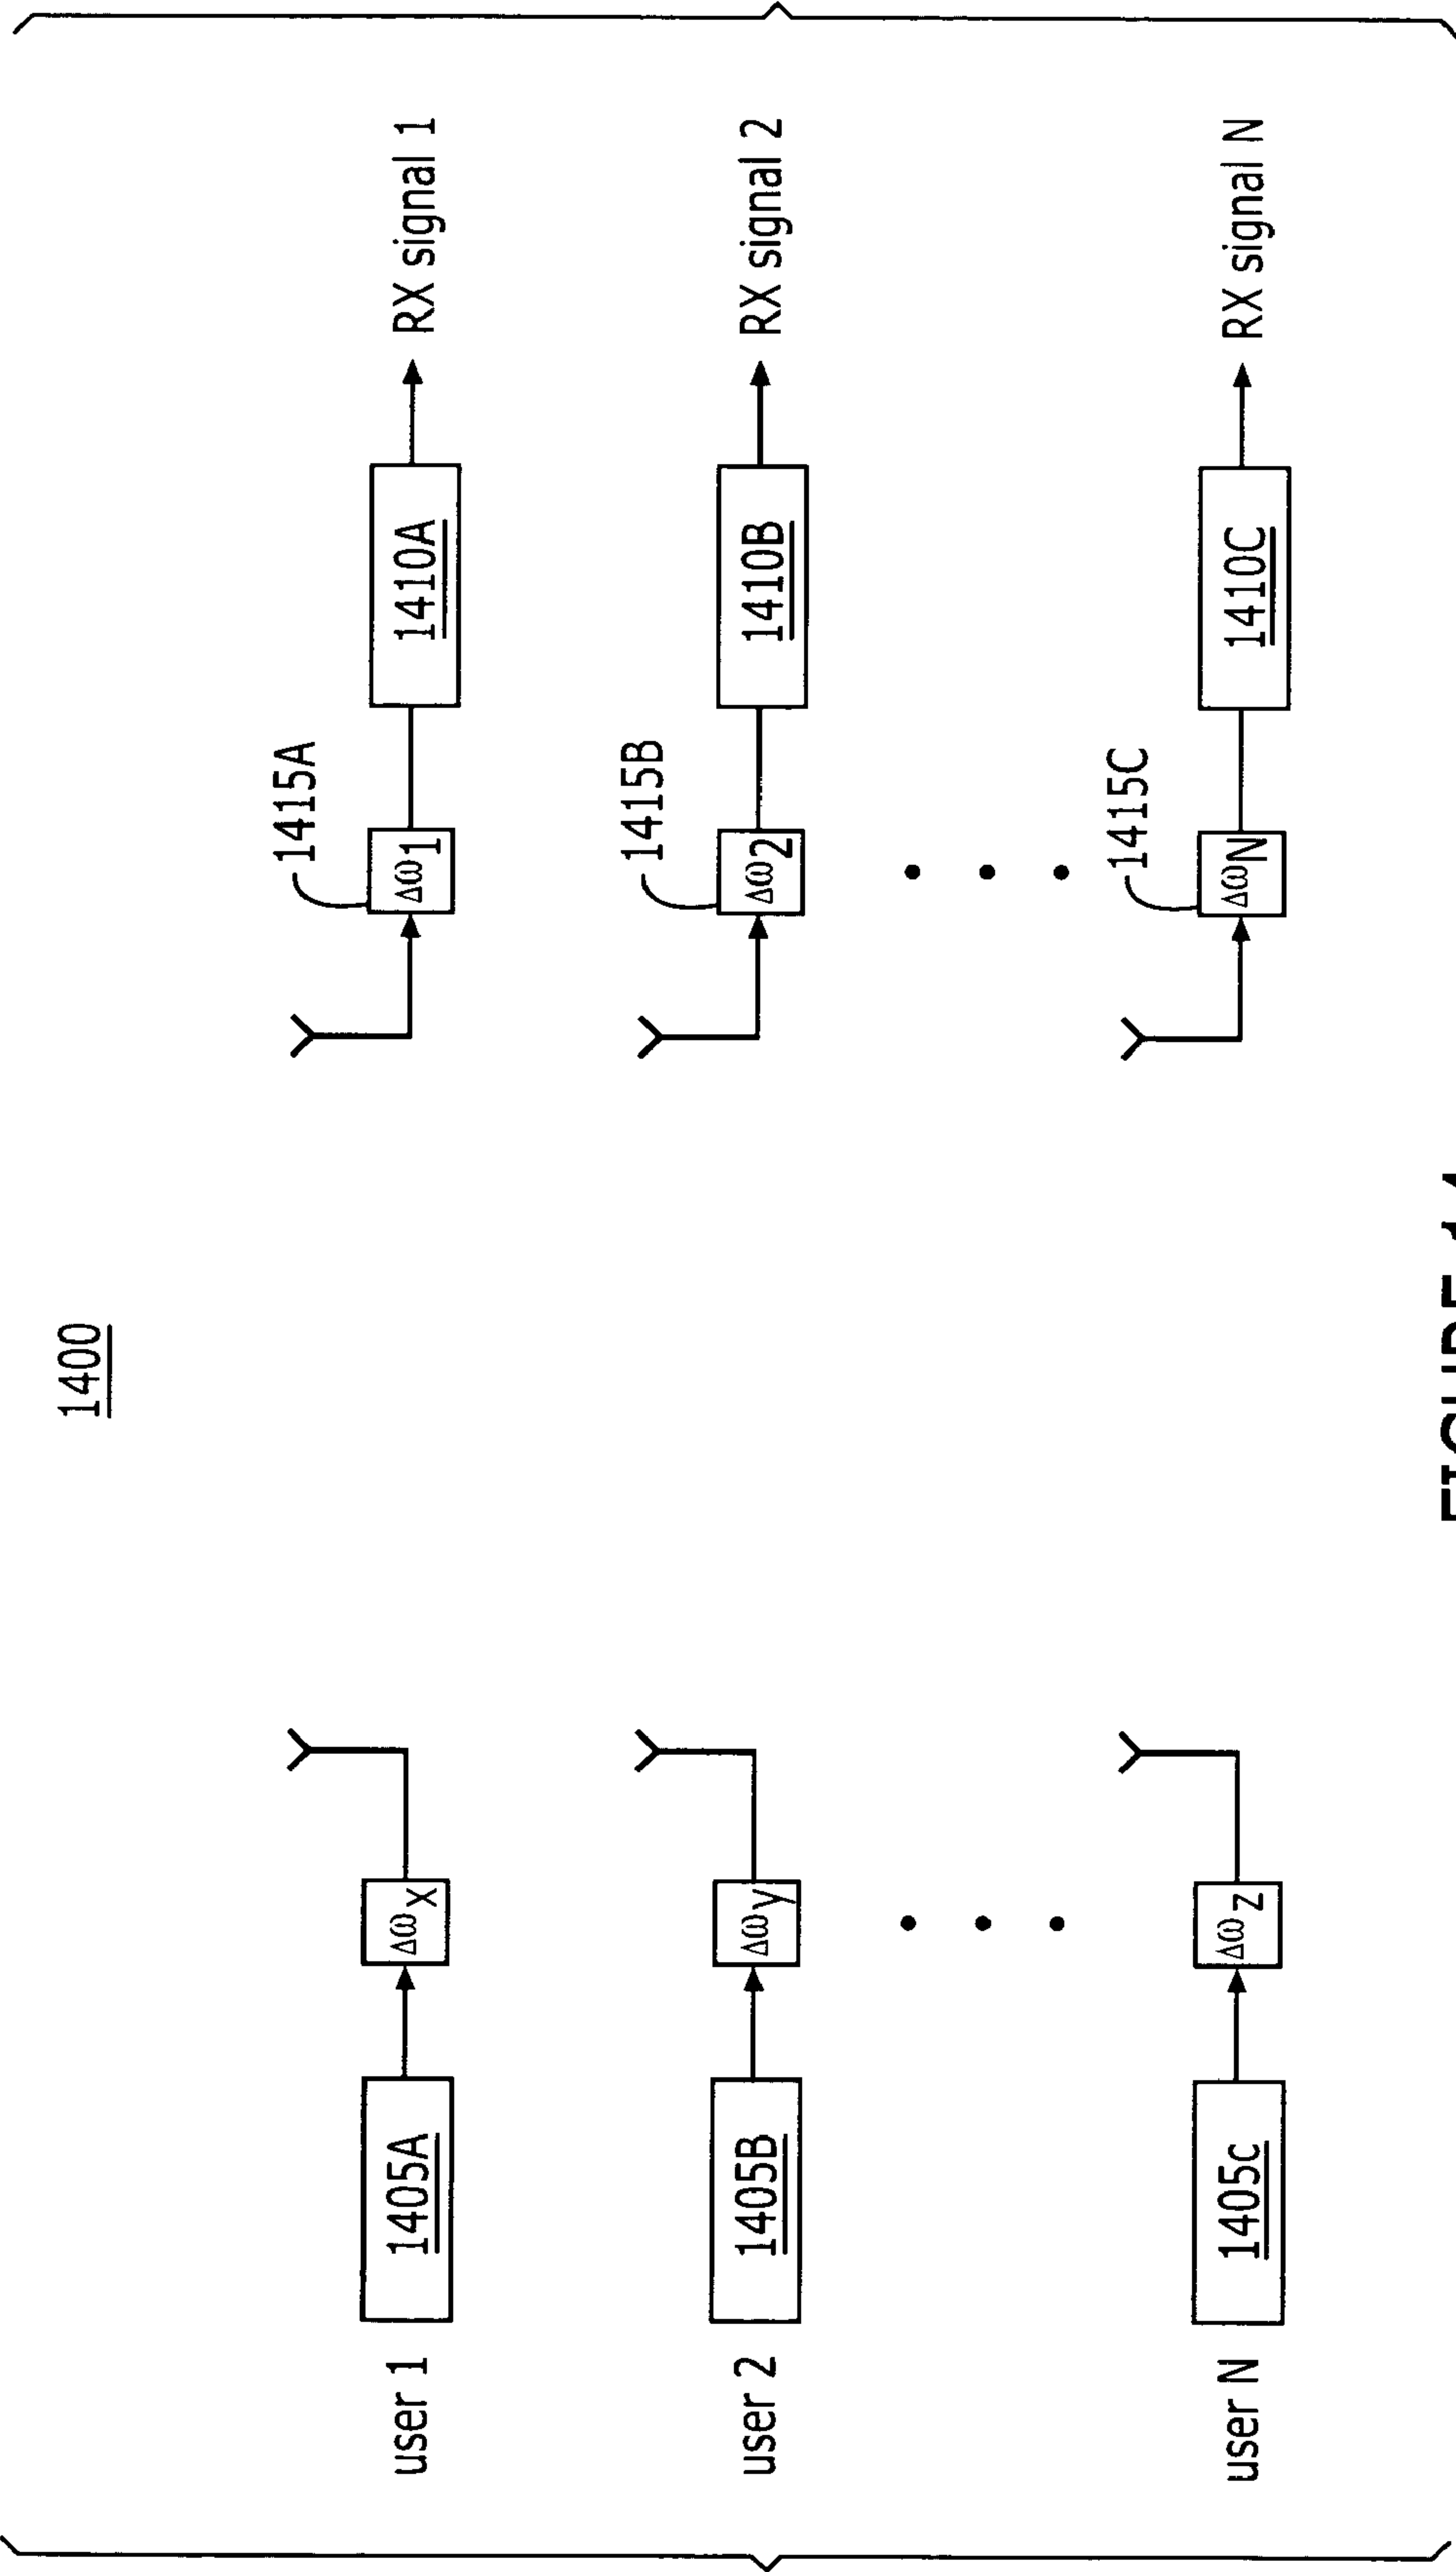 1400
user 1
1405A
Δωx
1415A
Δω1
1410A
RX signal 1
user 2
1405B
Δωy
1415B
Δω2
1410B
RX signal 2
user N
1405c
Δωz
1415C
ΔωN
1410C
RX signal N